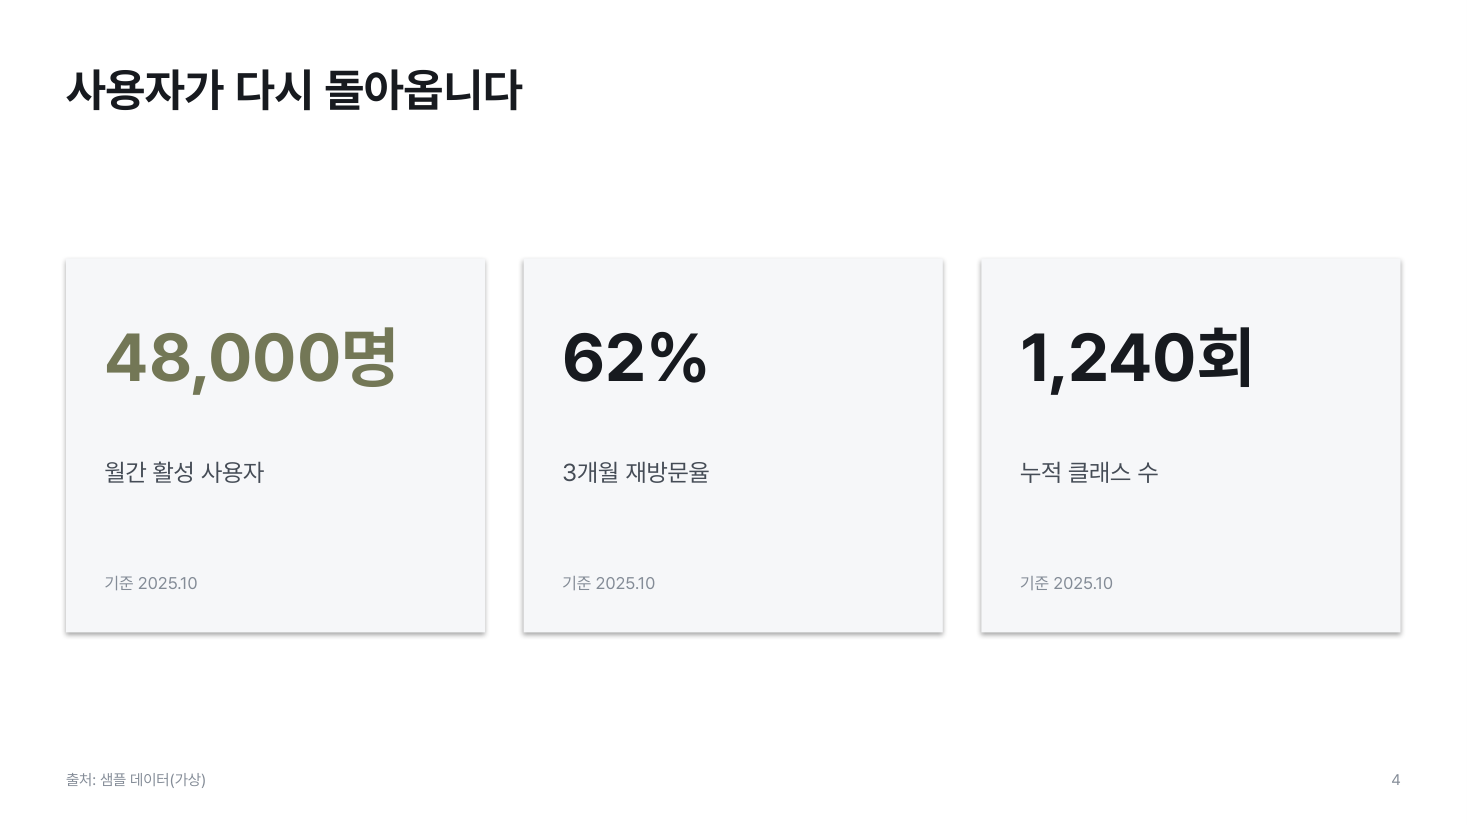 사용자가 다시 돌아옵니다
48,000명
월간 활성 사용자
기준 2025.10
62%
3개월 재방문율
기준 2025.10
1,240회
누적 클래스 수
기준 2025.10
출처: 샘플 데이터(가상)
4